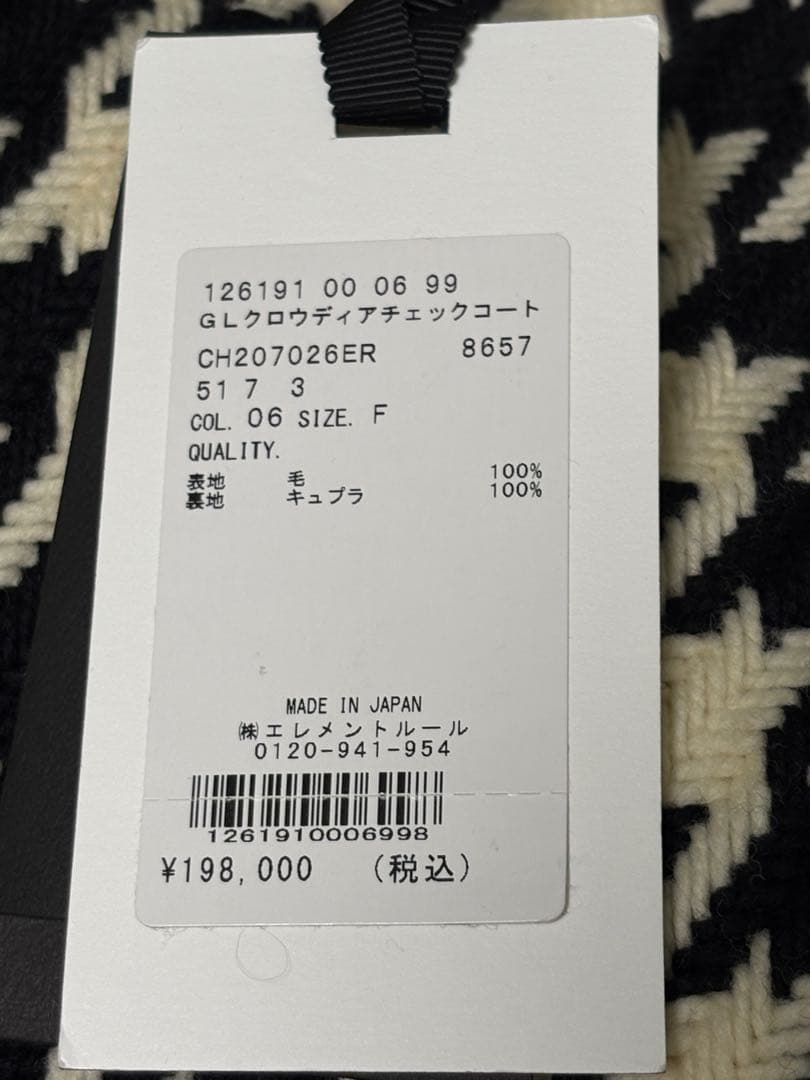 126191 00 06 99
GLクロウディアチェックコート
CH207026ER 8657
51 7 3
COL. 06 SIZE. F
QUALITY.
表地 毛 100%
裏地 キュプラ 100%
MADE IN JAPAN
㈱エレメントルール
0120-941-954
1261910006998
¥198,000 (税込)